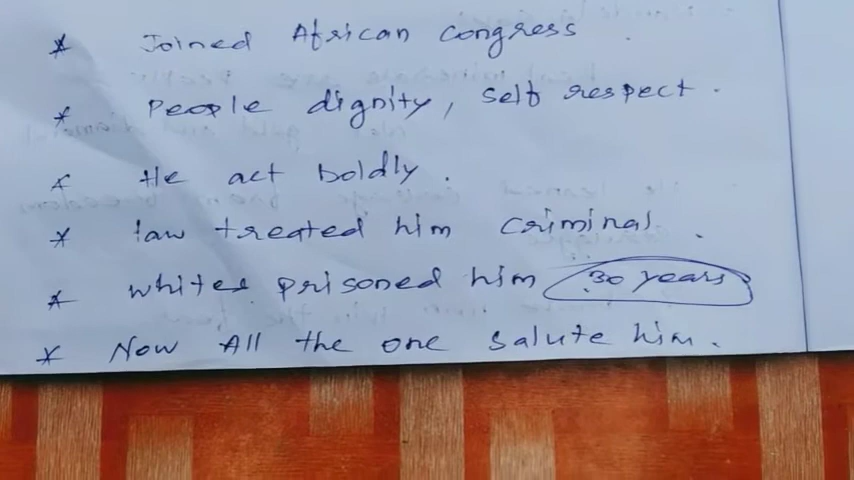 * Joined African Congress
* People dignity, self respect.
* He act boldly.
* law treated him criminal.
* whites prisoned him 30 years
* Now All the one salute him.